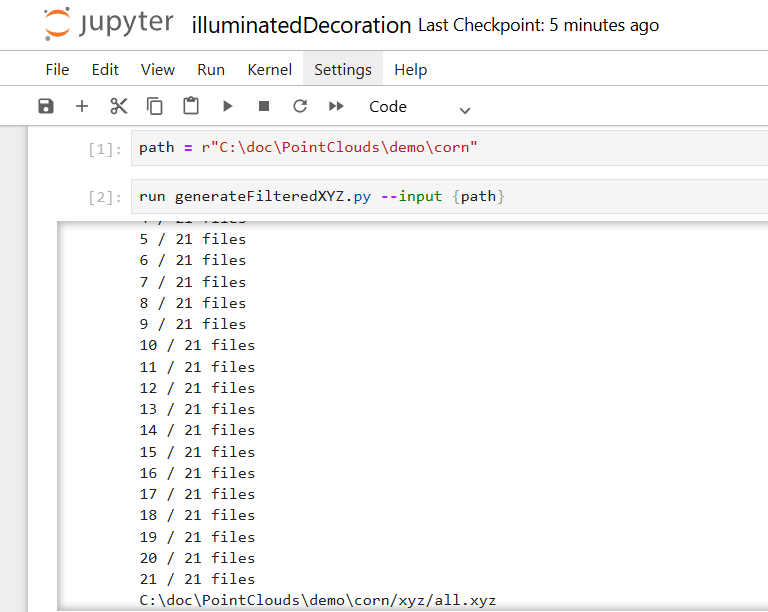 jupyter illuminatedDecoration Last Checkpoint: 5 minutes ago
File Edit View Run Kernel Settings Help
Code
[1]: path = r"C:\doc\PointClouds\demo\corn"
[2]: run generateFilteredXYZ.py --input {path}
4 / 21 files
5 / 21 files
6 / 21 files
7 / 21 files
8 / 21 files
9 / 21 files
10 / 21 files
11 / 21 files
12 / 21 files
13 / 21 files
14 / 21 files
15 / 21 files
16 / 21 files
17 / 21 files
18 / 21 files
19 / 21 files
20 / 21 files
21 / 21 files
C:\doc\PointClouds\demo\corn/xyz/all.xyz